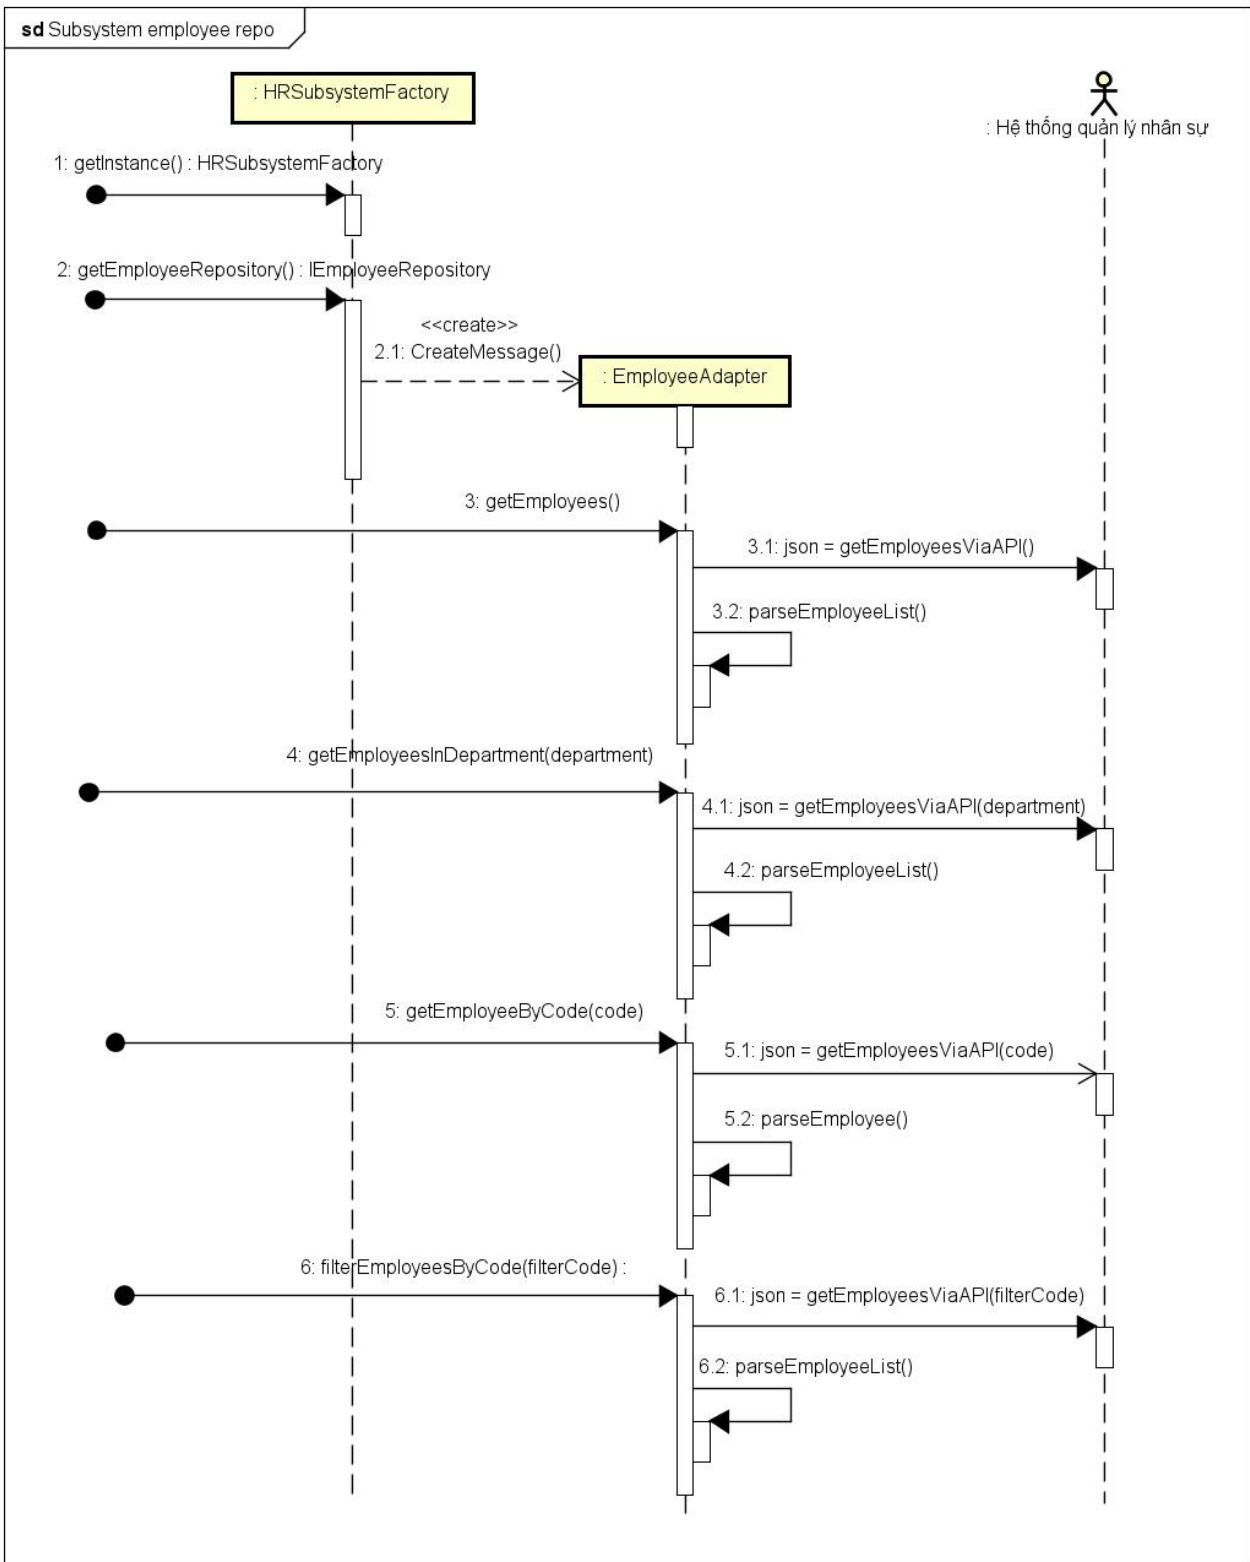 sd Subsystem employee repo
: HRSubsystemFactory
: Hệ thống quản lý nhân sự
1: getInstance() : HRSubsystemFactory
2: getEmployeeRepository() : IEmployeeRepository
<<create>>
2.1: CreateMessage()
: EmployeeAdapter
3: getEmployees()
3.1: json = getEmployeesViaAPI()
3.2: parseEmployeeList()
4: getEmployeesInDepartment(department)
4.1: json = getEmployeesViaAPI(department)
4.2: parseEmployeeList()
5: getEmployeeByCode(code)
5.1: json = getEmployeesViaAPI(code)
5.2: parseEmployee()
6: filterEmployeesByCode(filterCode) :
6.1: json = getEmployeesViaAPI(filterCode)
6.2: parseEmployeeList()